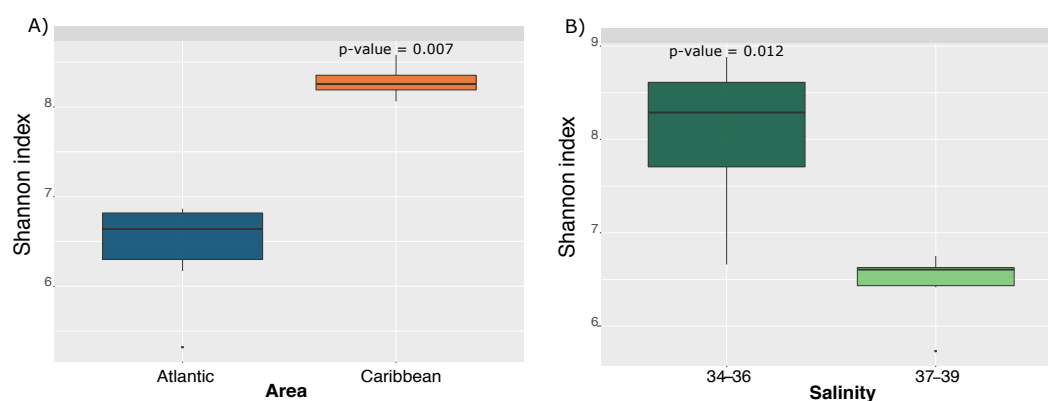 A)
p-value = 0.007
Shannon index
8
7
6
Atlantic
Caribbean
Area
B)
p-value = 0.012
Shannon index
9
8
7
6
34–36
37–39
Salinity